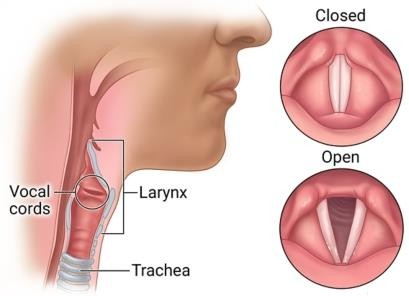 Closed
Open
Vocal
cords
Larynx
Trachea